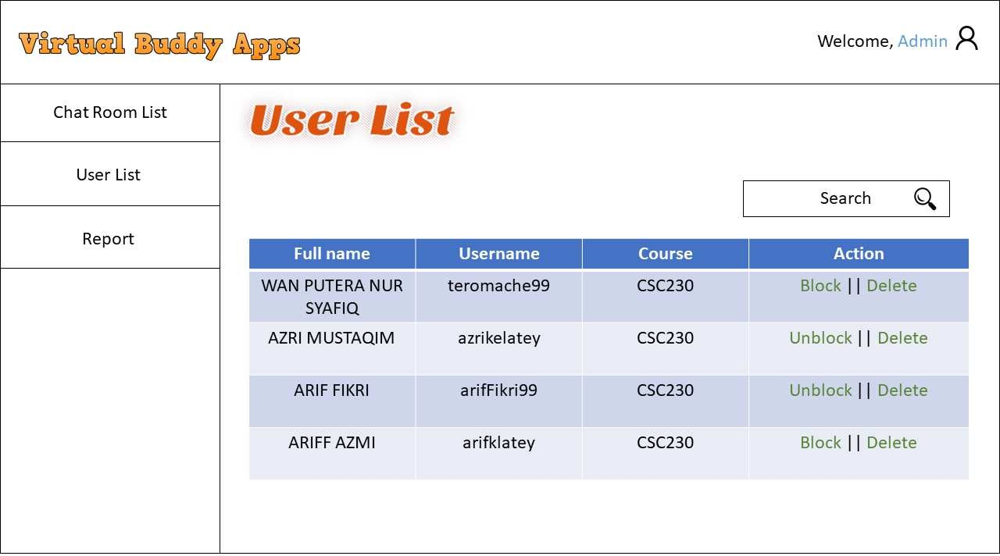 Virtual Buddy Apps
Welcome, Admin
Chat Room List
User List
Report
User List
Search
Full name Username Course Action
WAN PUTERA NUR SYAFIQ teromache99 CSC230 Block || Delete
AZRI MUSTAQIM azrikelatey CSC230 Unblock || Delete
ARIF FIKRI arifFikri99 CSC230 Unblock || Delete
ARIFF AZMI arifklatey CSC230 Block || Delete